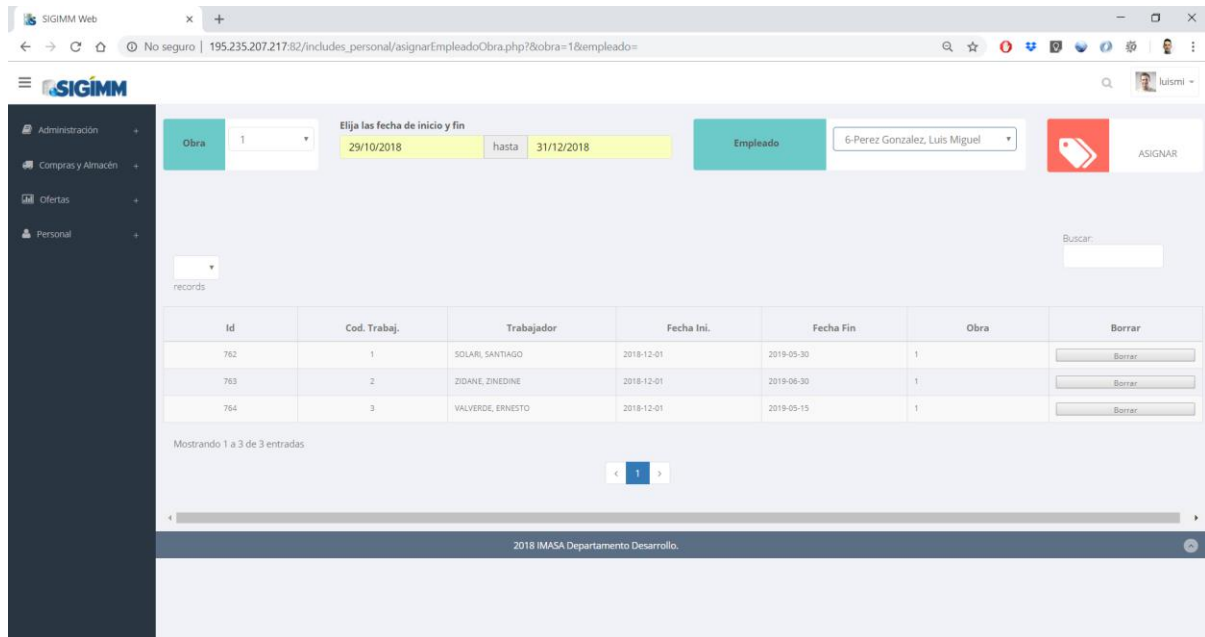 SIGIMM Web
No seguro | 195.235.207.217:82/includes_personal/asignarEmpleadoObra.php?&obra=1&empleado=
SIGÍMM
luismi
Administración +
Compras y Almacén +
Ofertas +
Personal +
Obra 1
Elija las fecha de inicio y fin
29/10/2018 hasta 31/12/2018
Empleado 6-Perez Gonzalez, Luis Miguel
ASIGNAR
Buscar:
records
Id Cod. Trabaj. Trabajador Fecha Ini. Fecha Fin Obra Borrar
762 1 SOLARI, SANTIAGO 2018-12-01 2019-05-30 1 Borrar
763 2 ZIDANE, ZINEDINE 2018-12-01 2019-06-30 1 Borrar
764 3 VALVERDE, ERNESTO 2018-12-01 2019-05-15 1 Borrar
Mostrando 1 a 3 de 3 entradas
‹ 1 ›
2018 IMASA Departamento Desarrollo.